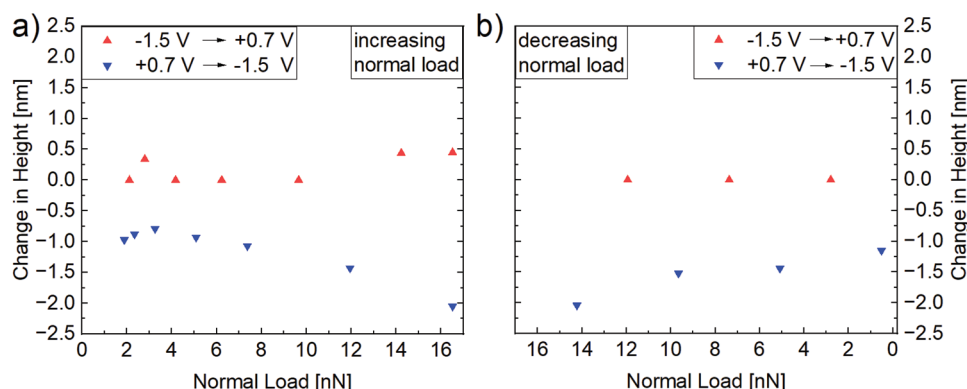 a)
-1.5 V → +0.7 V
+0.7 V → -1.5 V
increasing
normal load
2.5
2.0
1.5
1.0
0.5
0.0
−0.5
−1.0
−1.5
−2.0
−2.5
Change in Height [nm]
0 2 4 6 8 10 12 14 16
Normal Load [nN]
b)
decreasing
normal load
-1.5 V → +0.7 V
+0.7 V → -1.5 V
2.5
2.0
1.5
1.0
0.5
0.0
−0.5
−1.0
−1.5
−2.0
−2.5
Change in Height [nm]
16 14 12 10 8 6 4 2 0
Normal Load [nN]